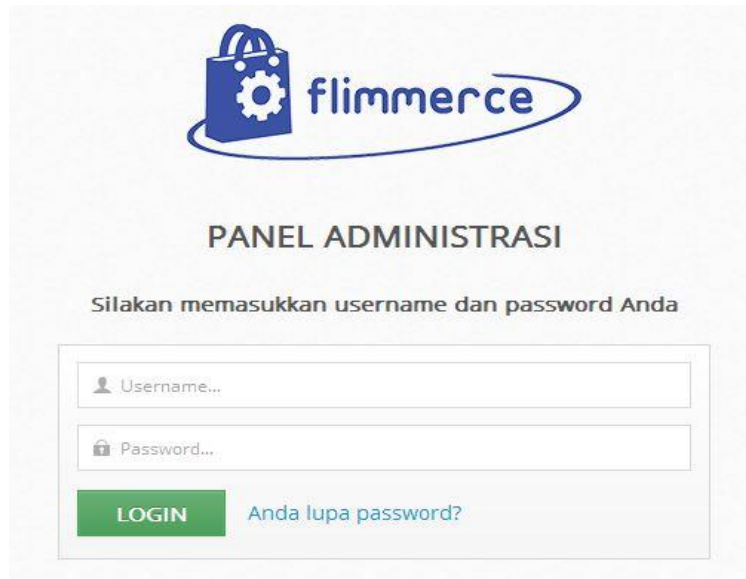 flimmerce
PANEL ADMINISTRASI
Silakan memasukkan username dan password Anda
Username...
Password...
LOGIN Anda lupa password?